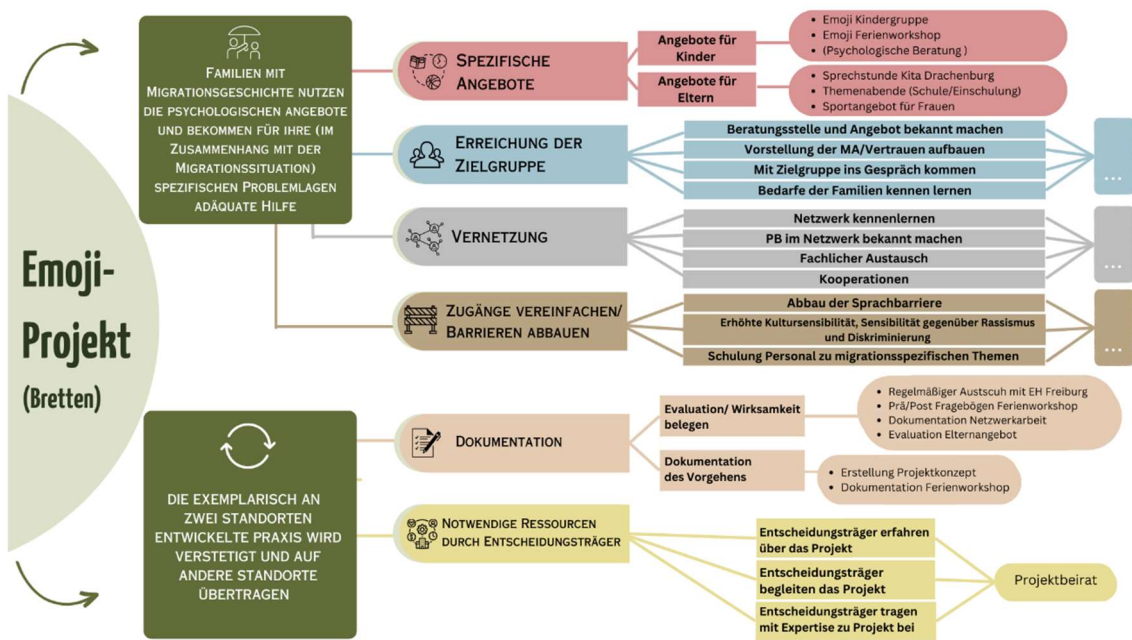 Emoji-
Projekt
(Bretten)
FAMILIEN MIT
MIGRATIONSGESCHICHTE NUTZEN
DIE PSYCHOLOGISCHEN ANGEBOTE
UND BEKOMMEN FÜR IHRE (IM
ZUSAMMENHANG MIT DER
MIGRATIONSSITUATION)
SPEZIFISCHEN PROBLEMLAGEN
ADÄQUATE HILFE
SPEZIFISCHE
ANGEBOTE
Angebote für
Kinder
• Emoji Kindergruppe
• Emoji Ferienworkshop
• (Psychologische Beratung )
Angebote für
Eltern
• Sprechstunde Kita Drachenburg
• Themenabende (Schule/Einschulung)
• Sportangebot für Frauen
ERREICHUNG DER
ZIELGRUPPE
Beratungsstelle und Angebot bekannt machen
Vorstellung der MA/Vertrauen aufbauen
Mit Zielgruppe ins Gespräch kommen
Bedarfe der Familien kennen lernen
...
VERNETZUNG
Netzwerk kennenlernen
PB im Netzwerk bekannt machen
Fachlicher Austausch
Kooperationen
...
ZUGÄNGE VEREINFACHEN/
BARRIEREN ABBAUEN
Abbau der Sprachbarriere
Erhöhte Kultursensibilität, Sensibilität gegenüber Rassismus
und Diskriminierung
Schulung Personal zu migrationsspezifischen Themen
...
DIE EXEMPLARISCH AN
ZWEI STANDORTEN
ENTWICKELTE PRAXIS WIRD
VERSTETIGT UND AUF
ANDERE STANDORTE
ÜBERTRAGEN
DOKUMENTATION
Evaluation/ Wirksamkeit
belegen
• Regelmäßiger Austscuh mit EH Freiburg
• Prä/Post Fragebögen Ferienworkshop
• Dokumentation Netzwerkarbeit
• Evaluation Elternangebot
Dokumentation
des Vorgehens
• Erstellung Projektkonzept
• Dokumentation Ferienworkshop
NOTWENDIGE RESSOURCEN
DURCH ENTSCHEIDUNGSTRÄGER
Entscheidungsträger erfahren
über das Projekt
Entscheidungsträger
begleiten das Projekt
Entscheidungsträger tragen
mit Expertise zu Projekt bei
Projektbeirat